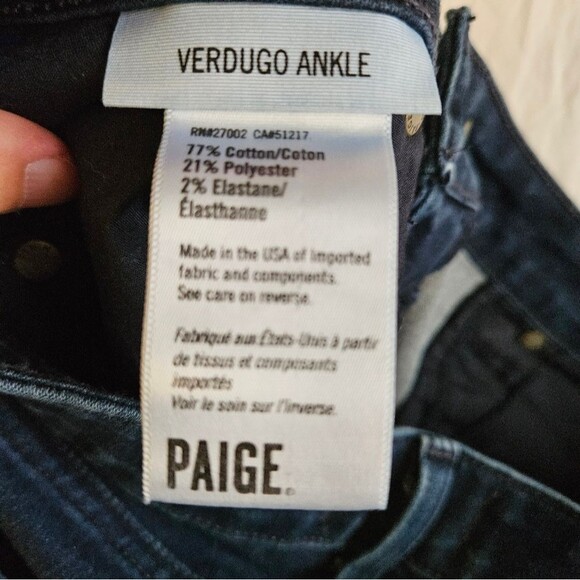 VERDUGO ANKLE
RN#27002 CA#51217
77% Cotton/Coton
21% Polyester
2% Elastane/
Élasthanne
Made in the USA of imported
fabric and components.
See care on reverse.
Fabriqué aux États-Unis à partir
de tissus et composants
importés
Voir le soin sur l'inverse.
PAIGE